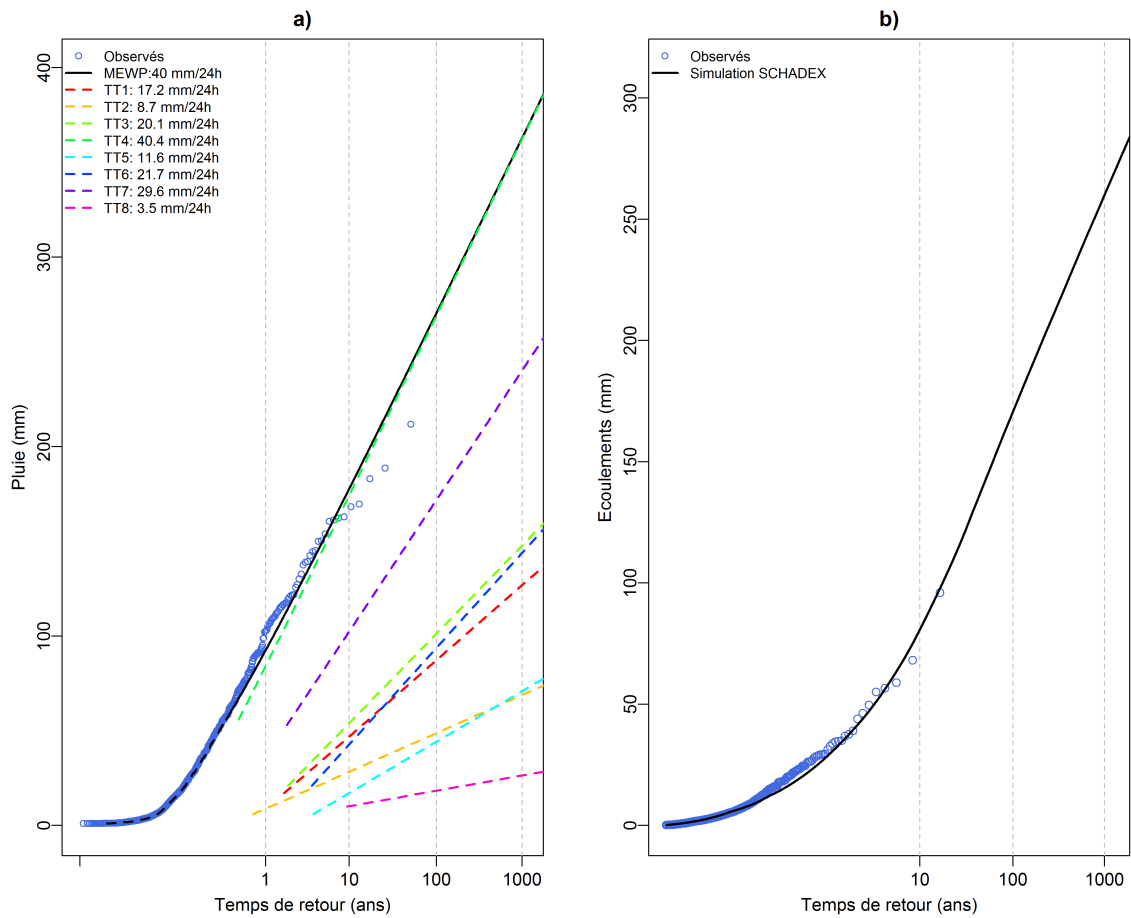 a)
Pluie (mm)
400
300
200
100
0
Observés
MEWP:40 mm/24h
TT1: 17.2 mm/24h
TT2: 8.7 mm/24h
TT3: 20.1 mm/24h
TT4: 40.4 mm/24h
TT5: 11.6 mm/24h
TT6: 21.7 mm/24h
TT7: 29.6 mm/24h
TT8: 3.5 mm/24h
1 10 100 1000
Temps de retour (ans)
b)
Ecoulements (mm)
300
250
200
150
100
50
0
Observés
Simulation SCHADEX
10 100 1000
Temps de retour (ans)